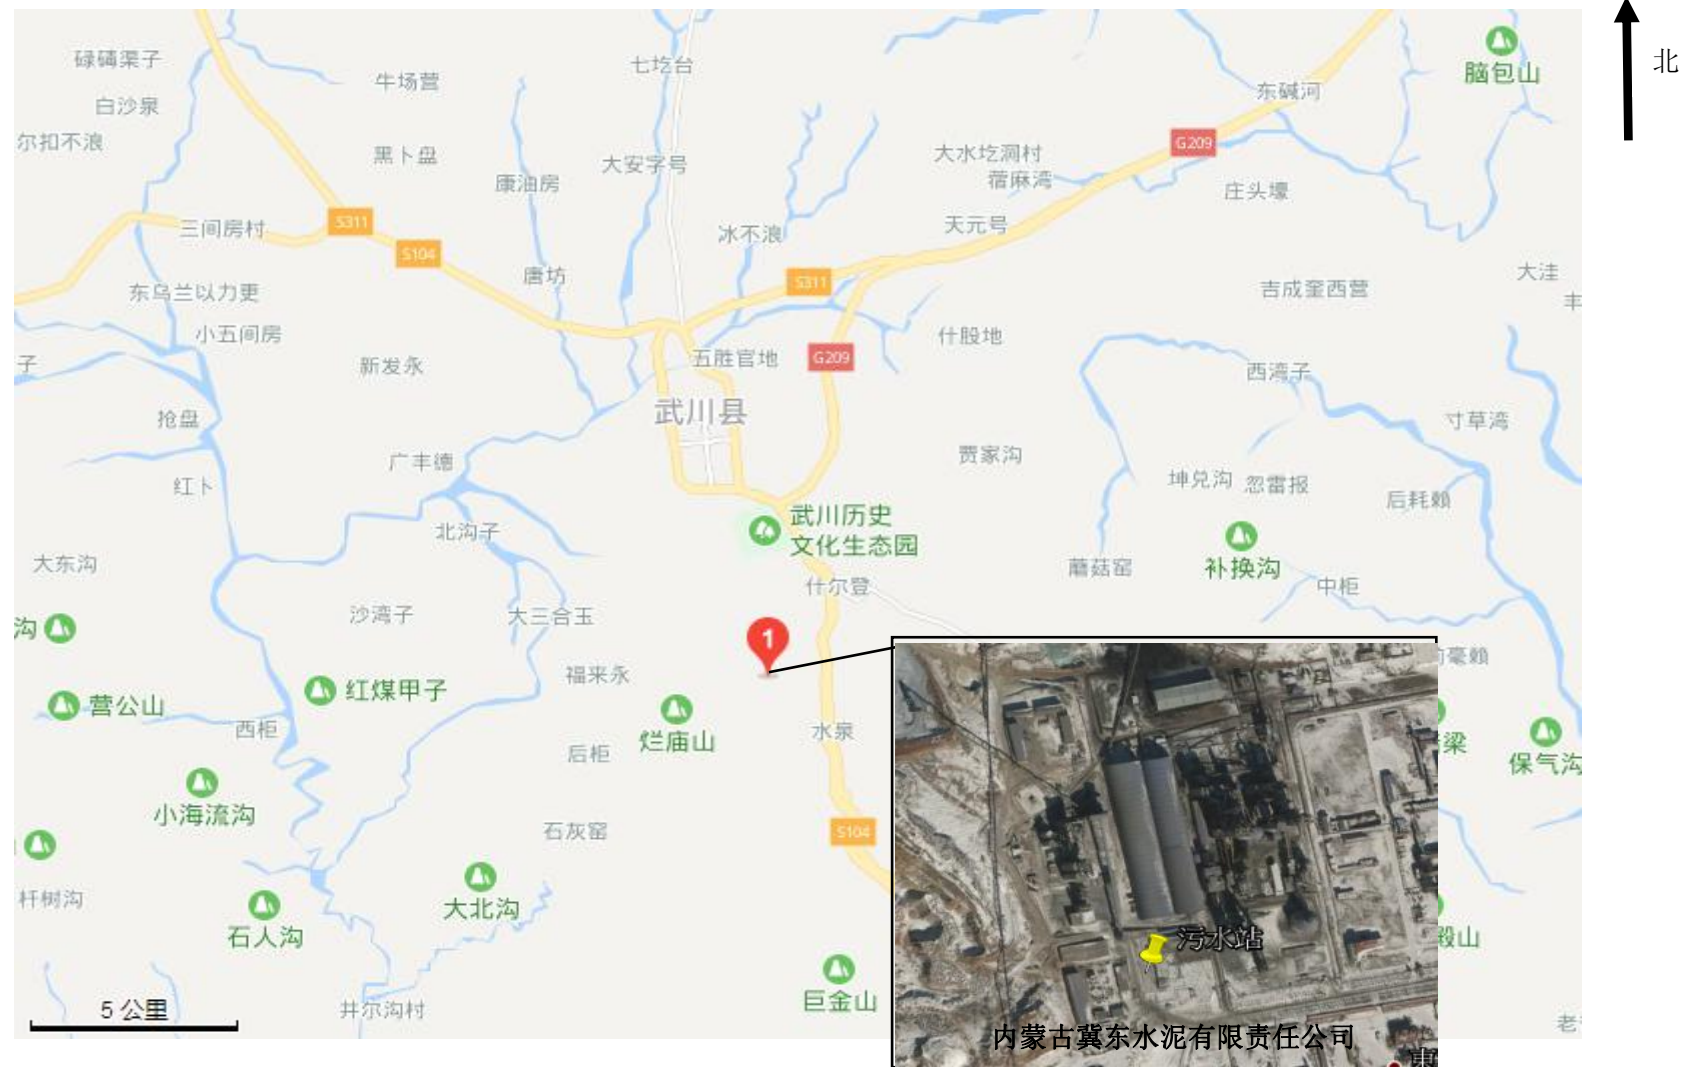 北
脑包山
碌碡渠子
七圪台
牛场营
东碱河
白沙泉
尔扣不浪
G209
黑卜盘
大安字号
大水圪洞村
蓿麻湾
康油房
庄头壕
三间房村
S311
天元号
冰不浪
S104
唐坊
S311
大洼
东乌兰以力更
吉成奎西营
丰
小五间房
什股地
子
新发永
五胜官地
G209
西湾子
抢盘
武川县
寸草湾
广丰德
贾家沟
红卜
坤兑沟
忽雷报
后耗赖
武川历史
文化生态园
北沟子
大东沟
蘑菇窑
补换沟
什尔登
中柜
沙湾子
大三合玉
沟
1
毫赖
福来永
红煤甲子
营公山
西柜
烂庙山
水泉
后柜
梁
保气沟
小海流沟
石灰窑
S104
杆树沟
大北沟
石人沟
污水站
殿山
巨金山
5 公里
井尔沟村
内蒙古冀东水泥有限责任公司
老